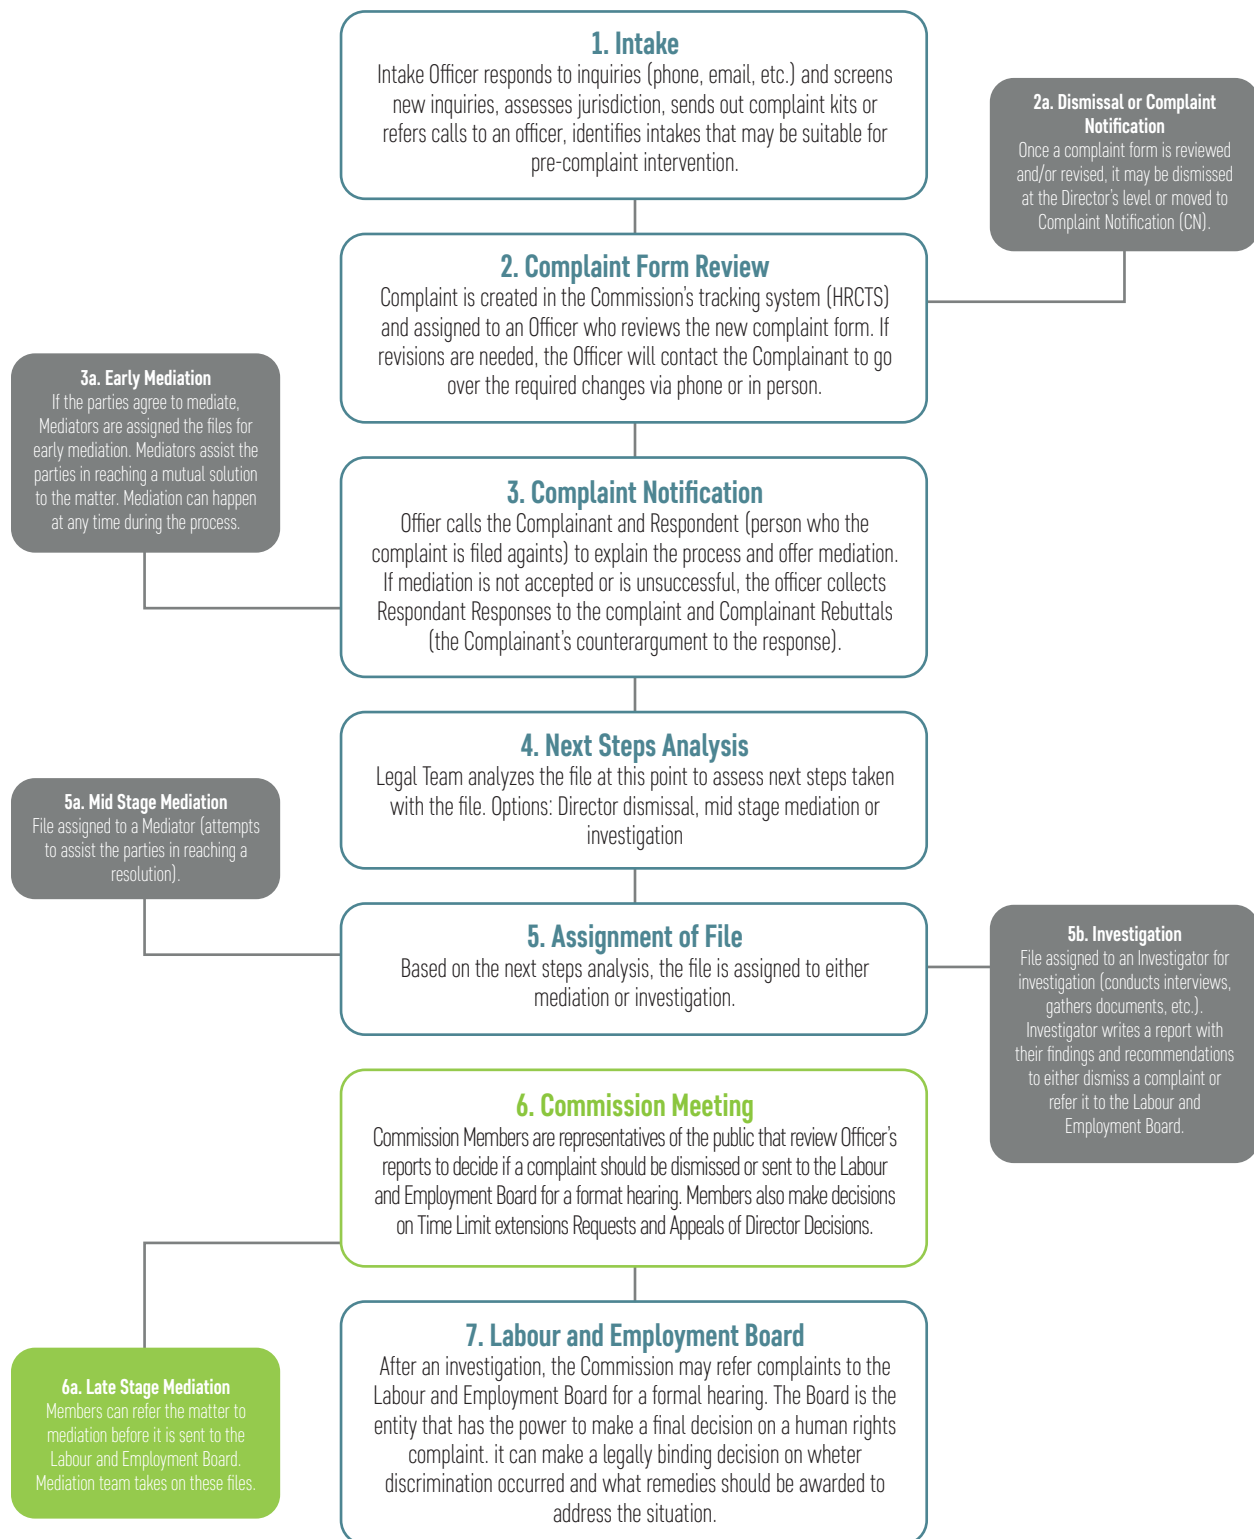 1. Intake
Intake Officer responds to inquiries (phone, email, etc.) and screens
new inquiries, assesses jurisdiction, sends out complaint kits or
refers calls to an officer, identifies intakes that may be suitable for
pre-complaint intervention.
2a. Dismissal or Complaint
Notification
Once a complaint form is reviewed
and/or revised, it may be dismissed
at the Director's level or moved to
Complaint Notification (CN).
2. Complaint Form Review
Complaint is created in the Commission's tracking system (HRCTS)
and assigned to an Officer who reviews the new complaint form. If
revisions are needed, the Officer will contact the Complainant to go
over the required changes via phone or in person.
3a. Early Mediation
If the parties agree to mediate,
Mediators are assigned the files for
early mediation. Mediators assist the
parties in reaching a mutual solution
to the matter. Mediation can happen
at any time during the process.
3. Complaint Notification
Offier calls the Complainant and Respondent (person who the
complaint is filed againts) to explain the process and offer mediation.
If mediation is not accepted or is unsuccessful, the officer collects
Respondant Responses to the complaint and Complainant Rebuttals
(the Complainant's counterargument to the response).
4. Next Steps Analysis
Legal Team analyzes the file at this point to assess next steps taken
with the file. Options: Director dismissal, mid stage mediation or
investigation
5a. Mid Stage Mediation
File assigned to a Mediator (attempts
to assist the parties in reaching a
resolution).
5. Assignment of File
Based on the next steps analysis, the file is assigned to either
mediation or investigation.
5b. Investigation
File assigned to an Investigator for
investigation (conducts interviews,
gathers documents, etc.).
Investigator writes a report with
their findings and recommendations
to either dismiss a complaint or
refer it to the Labour and
Employment Board.
6. Commission Meeting
Commission Members are representatives of the public that review Officer's
reports to decide if a complaint should be dismissed or sent to the Labour
and Employment Board for a format hearing. Members also make decisions
on Time Limit extensions Requests and Appeals of Director Decisions.
6a. Late Stage Mediation
Members can refer the matter to
mediation before it is sent to the
Labour and Employment Board.
Mediation team takes on these files.
7. Labour and Employment Board
After an investigation, the Commission may refer complaints to the
Labour and Employment Board for a formal hearing. The Board is the
entity that has the power to make a final decision on a human rights
complaint. it can make a legally binding decision on wheter
discrimination occurred and what remedies should be awarded to
address the situation.